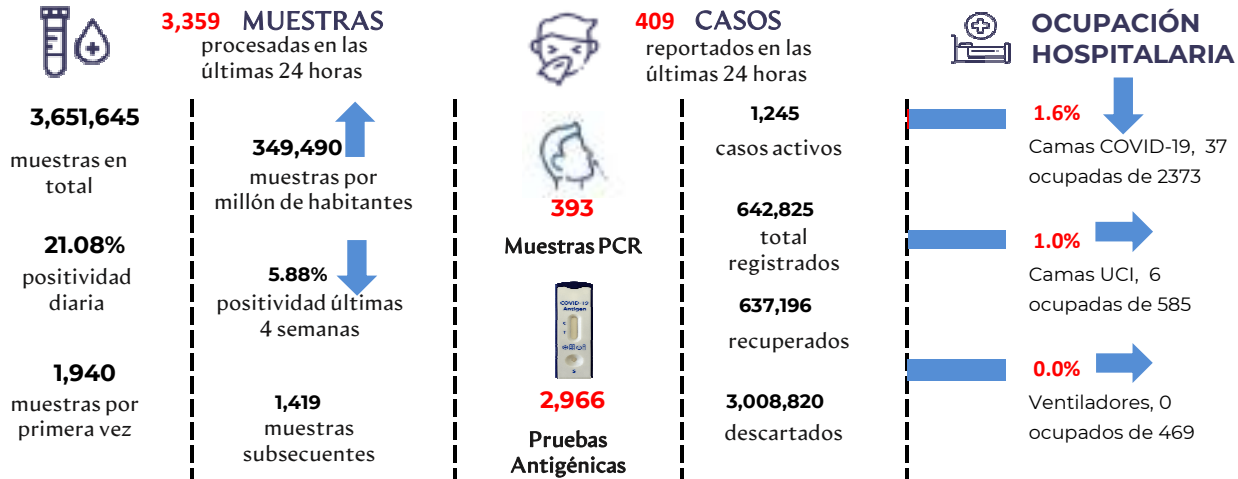 3,359 MUESTRAS
procesadas en las
últimas 24 horas
3,651,645
muestras en
total
21.08%
positividad
diaria
1,940
muestras por
primera vez
349,490
muestras por
millón de habitantes
5.88%
positividad últimas
4 semanas
1,419
muestras
subsecuentes
409 CASOS
reportados en las
últimas 24 horas
393
Muestras PCR
COVID-19
Antigen
C
T
S
2,966
Pruebas
Antigénicas
1,245
casos activos
642,825
total
registrados
637,196
recuperados
3,008,820
descartados
OCUPACIÓN
HOSPITALARIA
1.6%
Camas COVID-19, 37
ocupadas de 2373
1.0%
Camas UCI, 6
ocupadas de 585
0.0%
Ventiladores, 0
ocupados de 469